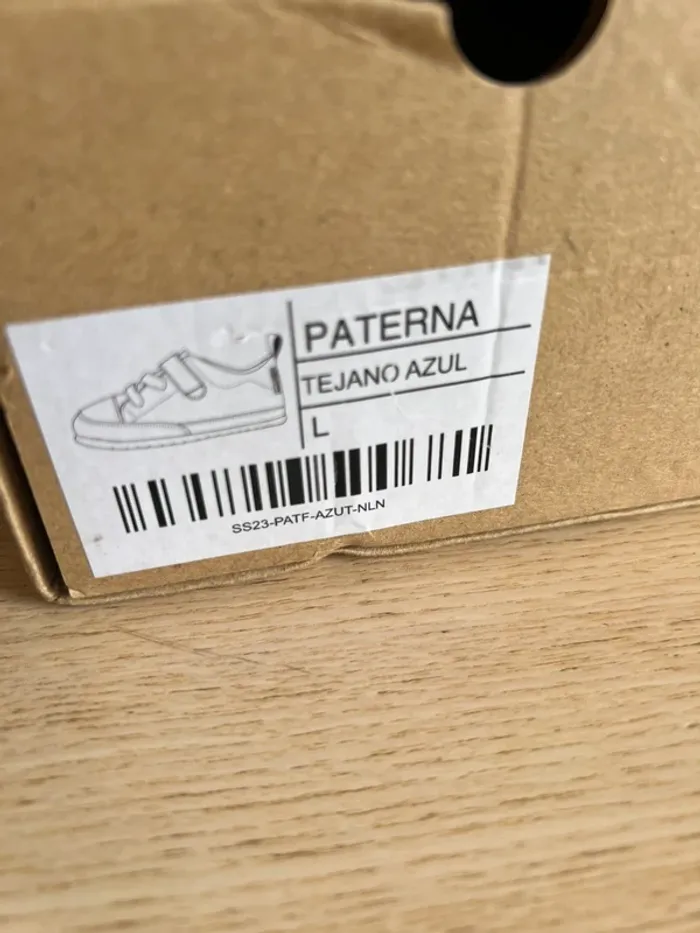 PATERNA
TEJANO AZUL
L
SS23-PATF-AZUT-NLN